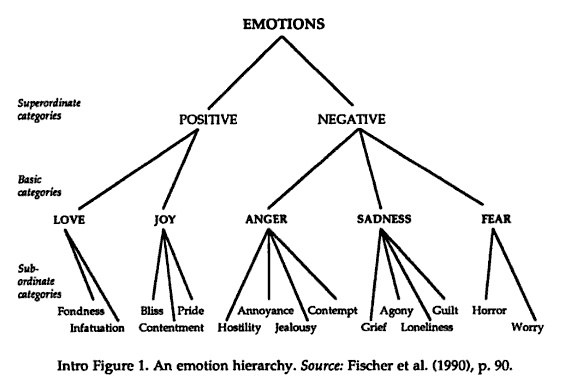 EMOTIONS
Superordinate
categories
POSITIVE NEGATIVE
Basic
categories
LOVE JOY ANGER SADNESS FEAR
Sub-
ordinate
categories
Fondness Bliss Pride Annoyance Contempt Agony Guilt Horror
Infatuation Contentment Hostility Jealousy Grief Loneliness Worry
Intro Figure 1. An emotion hierarchy. Source: Fischer et al. (1990), p. 90.